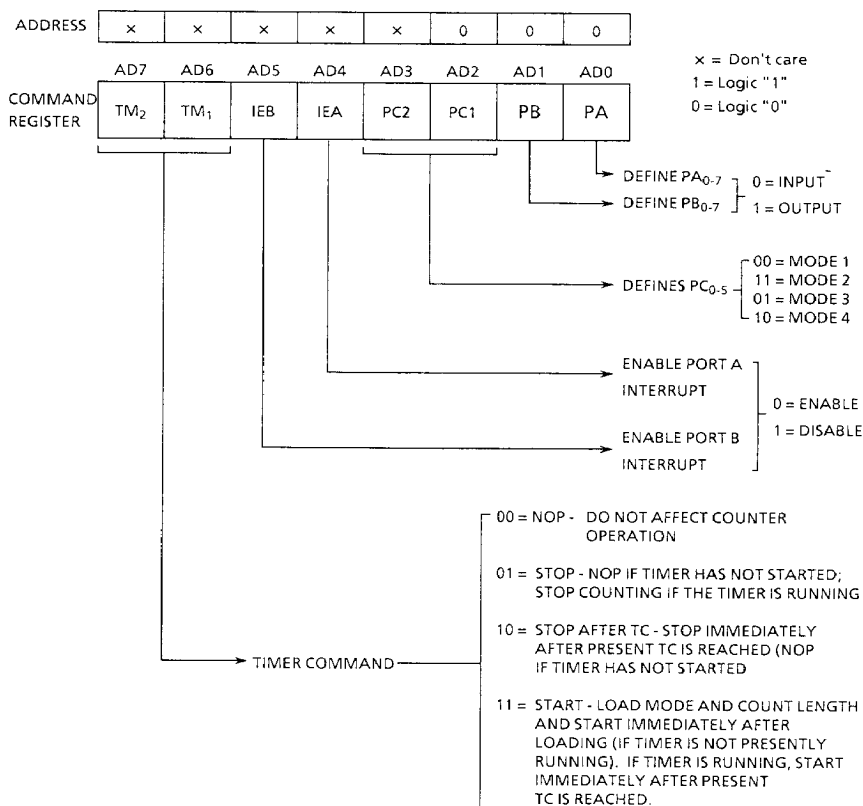 ADDRESS × × × × × 0 0 0
× = Don't care
1 = Logic "1"
0 = Logic "0"
AD7 AD6 AD5 AD4 AD3 AD2 AD1 AD0
COMMAND
REGISTER
TM₂ TM₁ IEB IEA PC2 PC1 PB PA
DEFINE PA₀₋₇
DEFINE PB₀₋₇
0 = INPUT
1 = OUTPUT
DEFINES PC₀₋₅
00 = MODE 1
11 = MODE 2
01 = MODE 3
10 = MODE 4
ENABLE PORT A
INTERRUPT
0 = ENABLE
1 = DISABLE
ENABLE PORT B
INTERRUPT
TIMER COMMAND
00 = NOP - DO NOT AFFECT COUNTER
OPERATION
01 = STOP - NOP IF TIMER HAS NOT STARTED;
STOP COUNTING IF THE TIMER IS RUNNING
10 = STOP AFTER TC - STOP IMMEDIATELY
AFTER PRESENT TC IS REACHED (NOP
IF TIMER HAS NOT STARTED
11 = START - LOAD MODE AND COUNT LENGTH
AND START IMMEDIATELY AFTER
LOADING (IF TIMER IS NOT PRESENTLY
RUNNING). IF TIMER IS RUNNING, START
IMMEDIATELY AFTER PRESENT
TC IS REACHED.